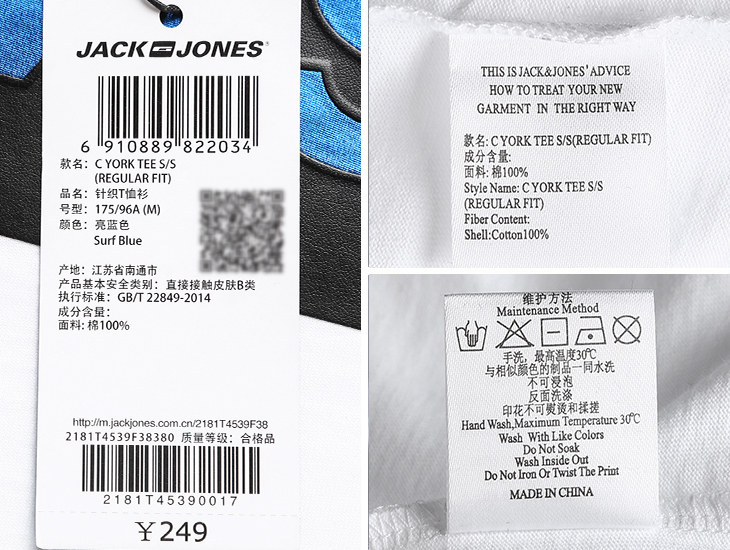 JACK JONES
6 910889 822034
款名: C YORK TEE S/S
(REGULAR FIT)
品名: 针织T恤衫
号型: 175/96A (M)
颜色: 亮蓝色
Surf Blue
产地: 江苏省南通市
产品基本安全类别: 直接接触皮肤B类
执行标准: GB/T 22849-2014
成分含量:
面料: 棉100%
http://m.jackjones.com.cn/2181T4539F38
2181T4539F38380 质量等级: 合格品
2181T45390017
￥249
THIS IS JACK&JONES' ADVICE
HOW TO TREAT YOUR NEW
GARMENT IN THE RIGHT WAY
款名: C YORK TEE S/S(REGULAR FIT)
成分含量:
面料: 棉100%
Style Name: C YORK TEE S/S
(REGULAR FIT)
Fiber Content:
Shell:Cotton100%
维护方法
Maintenance Method
手洗，最高温度30℃
与相似颜色的制品一同水洗
不可浸泡
反面洗涤
印花不可熨烫和揉搓
Hand Wash,Maximum Temperature 30℃
Wash With Like Colors
Do Not Soak
Wash Inside Out
Do Not Iron or Twist The Print
MADE IN CHINA